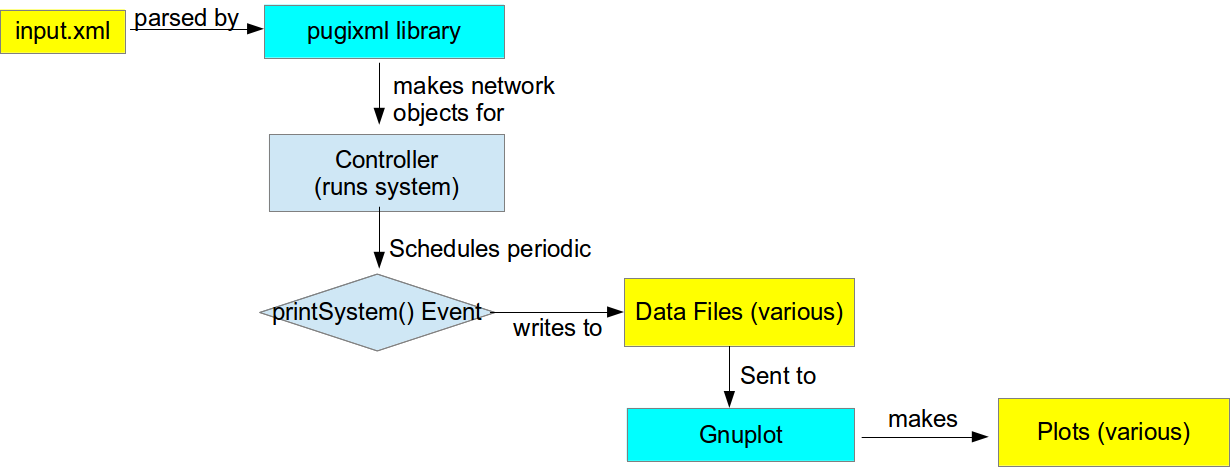 input.xml
parsed by
pugixml library
makes network
objects for
Controller
(runs system)
Schedules periodic
printSystem() Event
writes to
Data Files (various)
Sent to
Gnuplot
makes
Plots (various)